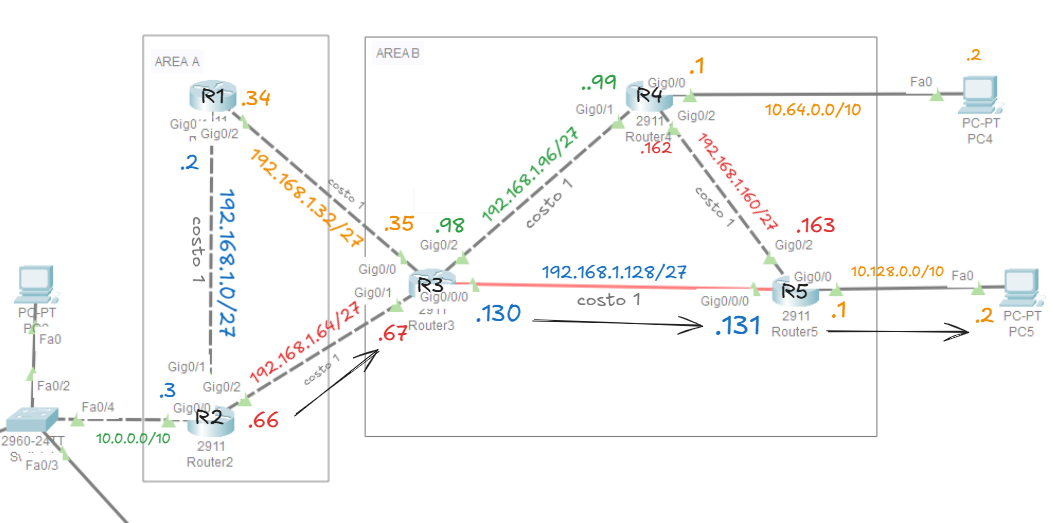 AREA A
AREA B
R1
.34
Gig0/2
.2
192.168.1.32/27
costo 1
192.168.1.0/27
costo 1
Gig0/1
Gig0/2
.3
Gig0/0
R2
2911
Router2
.66
192.168.1.64/27
costo 1
.67
.35
.98
Gig0/2
Gig0/0
Gig0/1
R3
Gig0/0/0
2911
Router3
.130
192.168.1.96/27
costo 1
..99
Gig0/1
R4
Gig0/0
.1
Gig0/2
2911
Router4
.162
10.64.0.0/10
.2
Fa0
PC-PT
PC4
192.168.1.160/27
costo 1
.163
Gig0/2
192.168.1.128/27
costo 1
Gig0/0/0
.131
R5
Gig0/0
2911
Router5
.1
10.128.0.0/10
Fa0
.2
PC-PT
PC5
PC-PT
Fa0
Fa0/2
Fa0/4
2960-24TT
Fa0/3
10.0.0.0/10